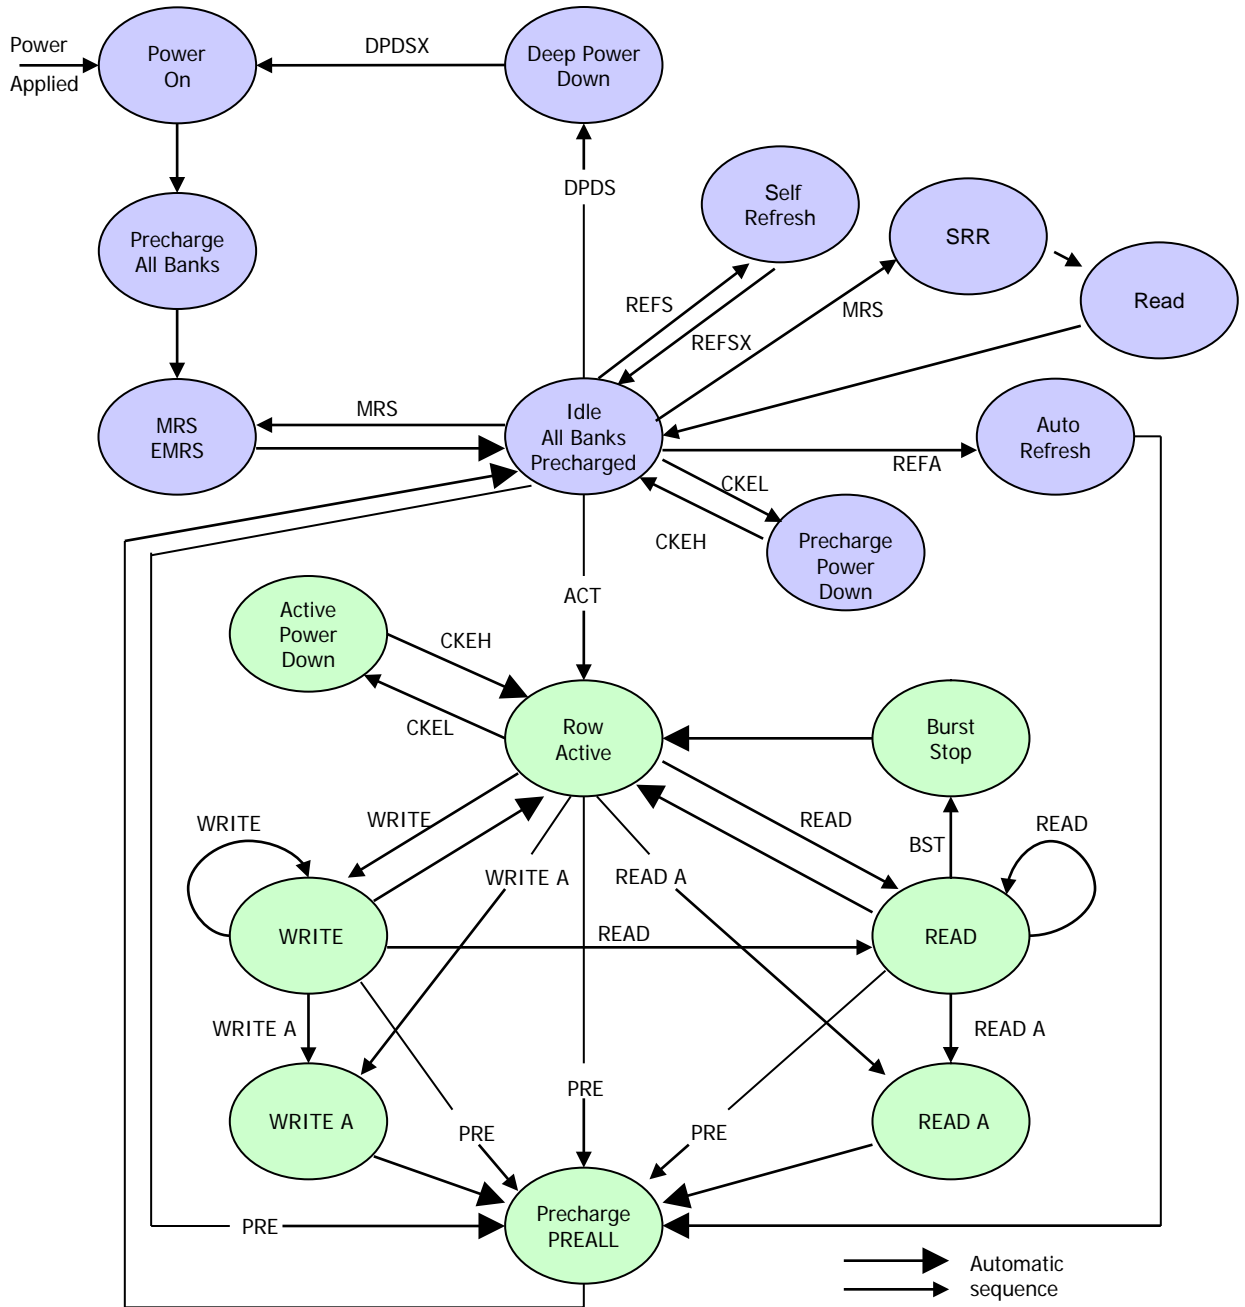 Power
Applied
Power
On
DPDSX
Deep Power
Down
DPDS
Self
Refresh
SRR
Read
Precharge
All Banks
REFS
REFSX
MRS
MRS
EMRS
MRS
Idle
All Banks
Precharged
Auto
Refresh
REFA
CKEL
CKEH
Precharge
Power
Down
ACT
Active
Power
Down
CKEH
CKEL
Row
Active
Burst
Stop
WRITE
WRITE
READ
BST
READ
WRITE A
READ A
WRITE
READ
READ
WRITE A
READ A
WRITE A
PRE
PRE
PRE
READ A
PRE
Precharge
PREALL
Automatic
sequence